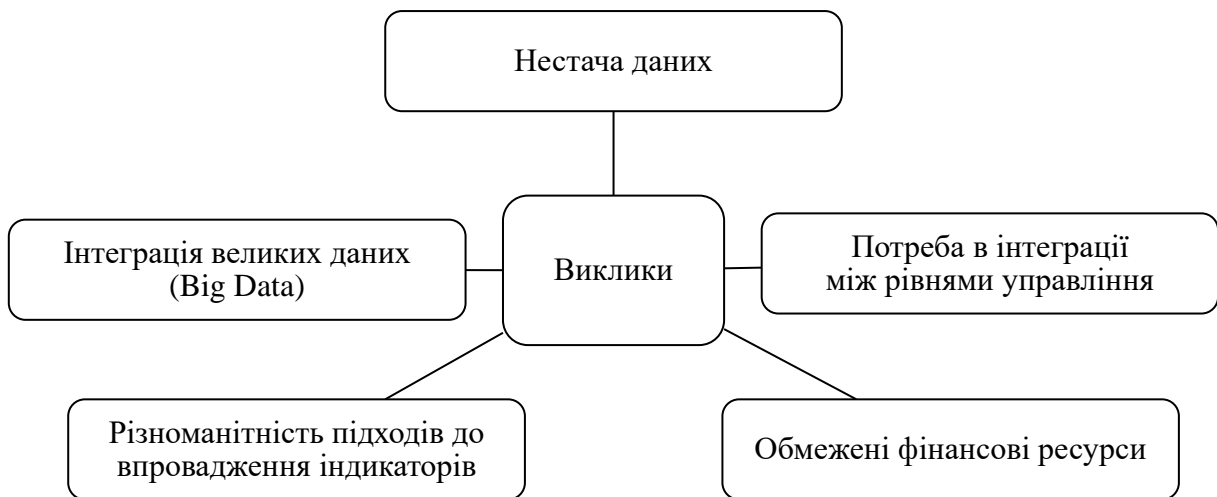 Нестача даних
Інтеграція великих даних
(Big Data)
Виклики
Потреба в інтеграції
між рівнями управління
Різноманітність підходів до
впровадження індикаторів
Обмежені фінансові ресурси